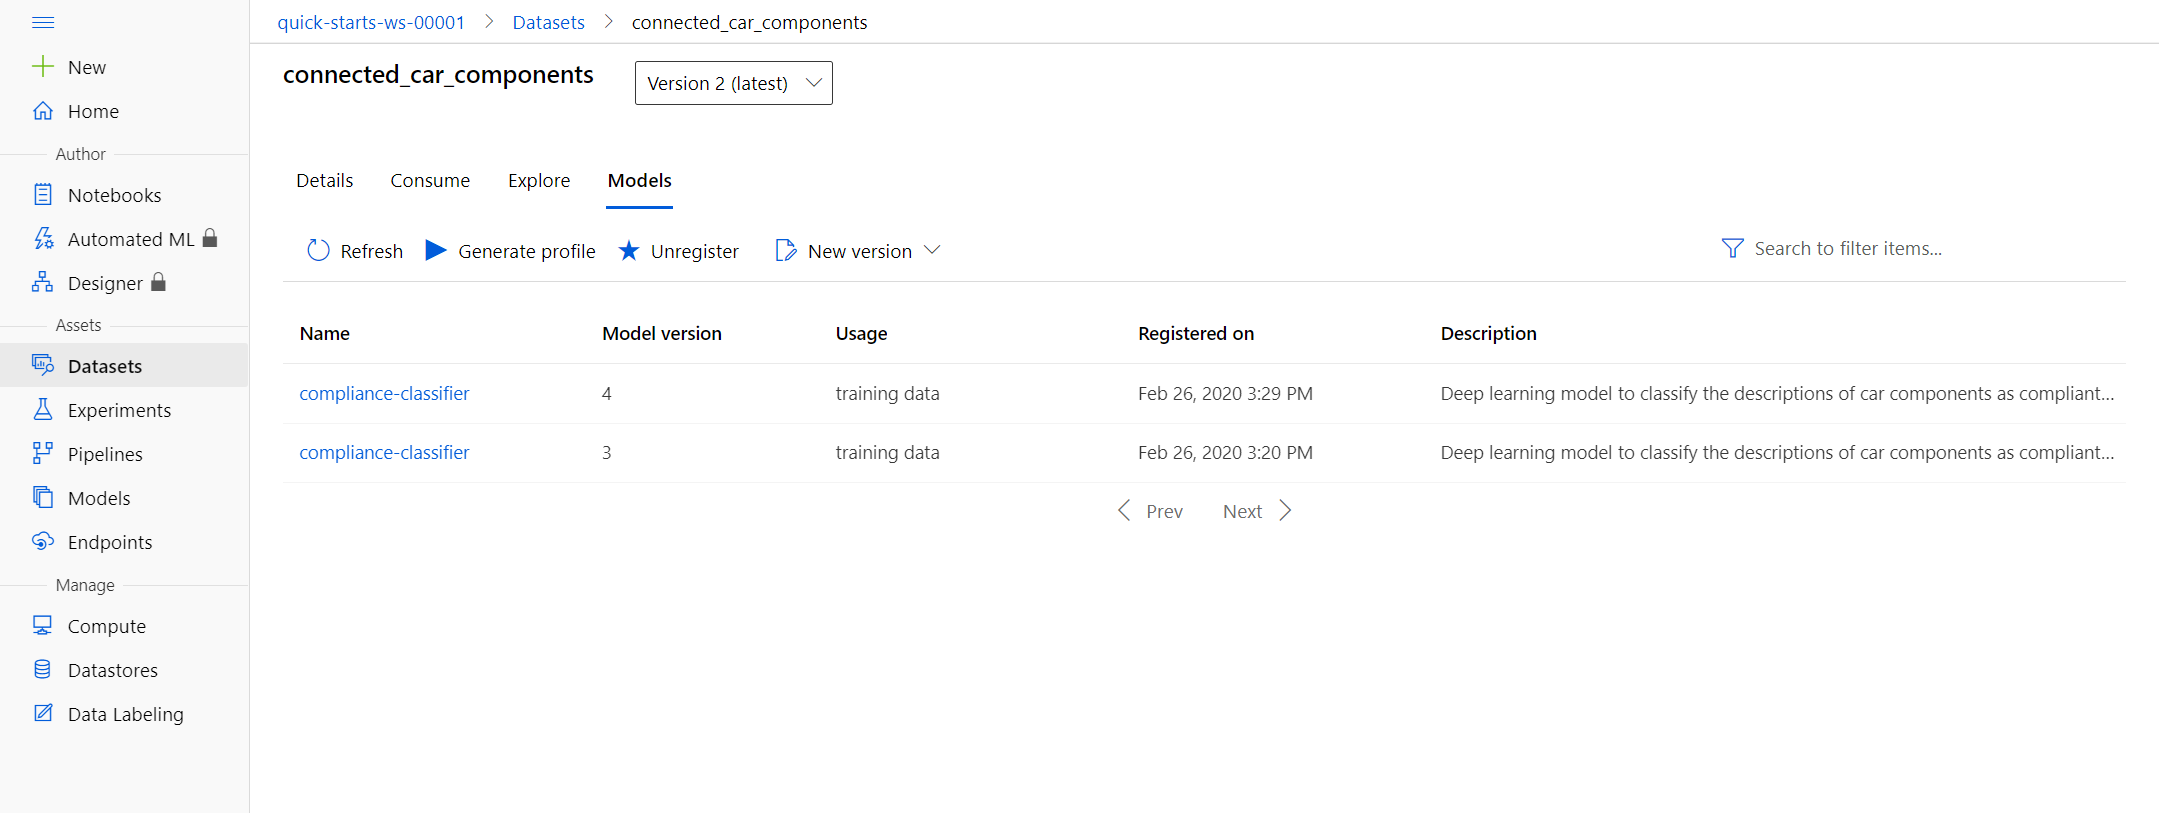 quick-starts-ws-00001 > Datasets > connected_car_components
New
Home
Author
Notebooks
Automated ML
Designer
Assets
Datasets
Experiments
Pipelines
Models
Endpoints
Manage
Compute
Datastores
Data Labeling
connected_car_components
Version 2 (latest)
Details Consume Explore Models
Refresh Generate profile Unregister New version
Search to filter items...
Name Model version Usage Registered on Description
compliance-classifier 4 training data Feb 26, 2020 3:29 PM Deep learning model to classify the descriptions of car components as compliant...
compliance-classifier 3 training data Feb 26, 2020 3:20 PM Deep learning model to classify the descriptions of car components as compliant...
Prev Next